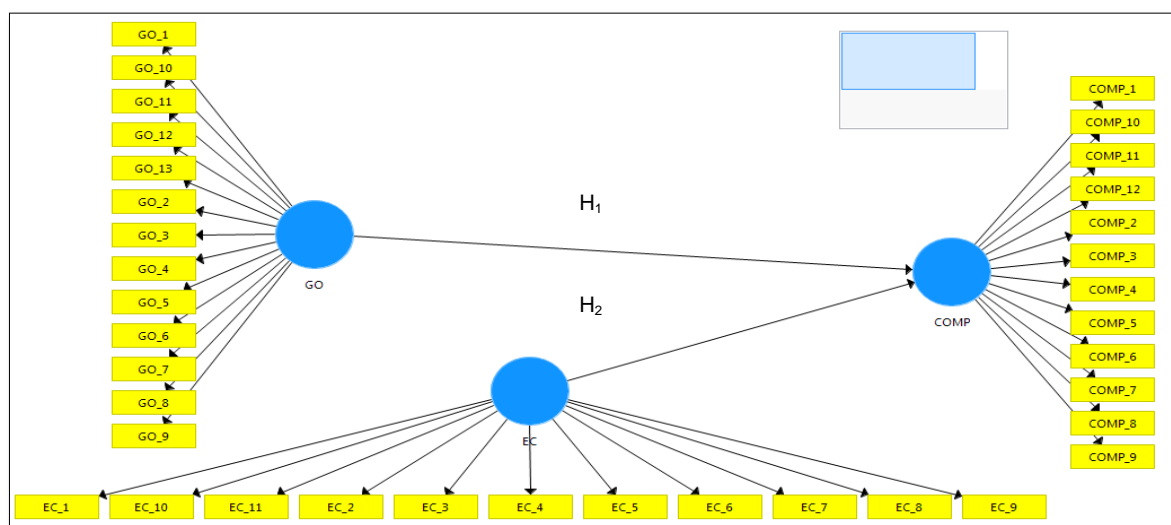 GO_1
GO_10
GO_11
GO_12
GO_13
GO_2
GO_3
GO_4
GO_5
GO_6
GO_7
GO_8
GO_9
GO
H₁
H₂
EC
COMP
COMP_1
COMP_10
COMP_11
COMP_12
COMP_2
COMP_3
COMP_4
COMP_5
COMP_6
COMP_7
COMP_8
COMP_9
EC_1 EC_10 EC_11 EC_2 EC_3 EC_4 EC_5 EC_6 EC_7 EC_8 EC_9